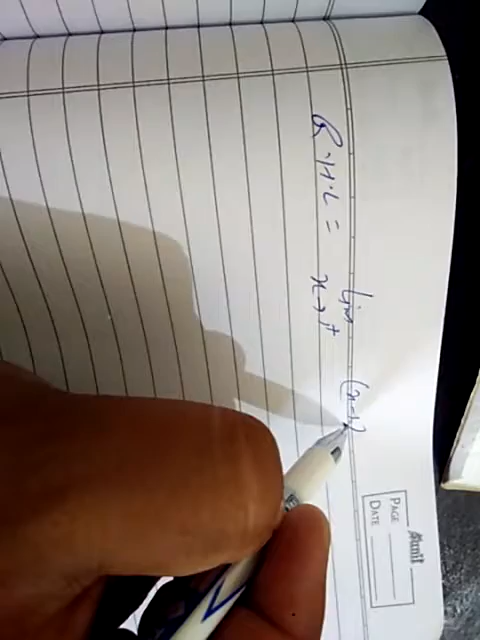 R.H.L = lim (x-1)
x→1+
PAGE
DATE